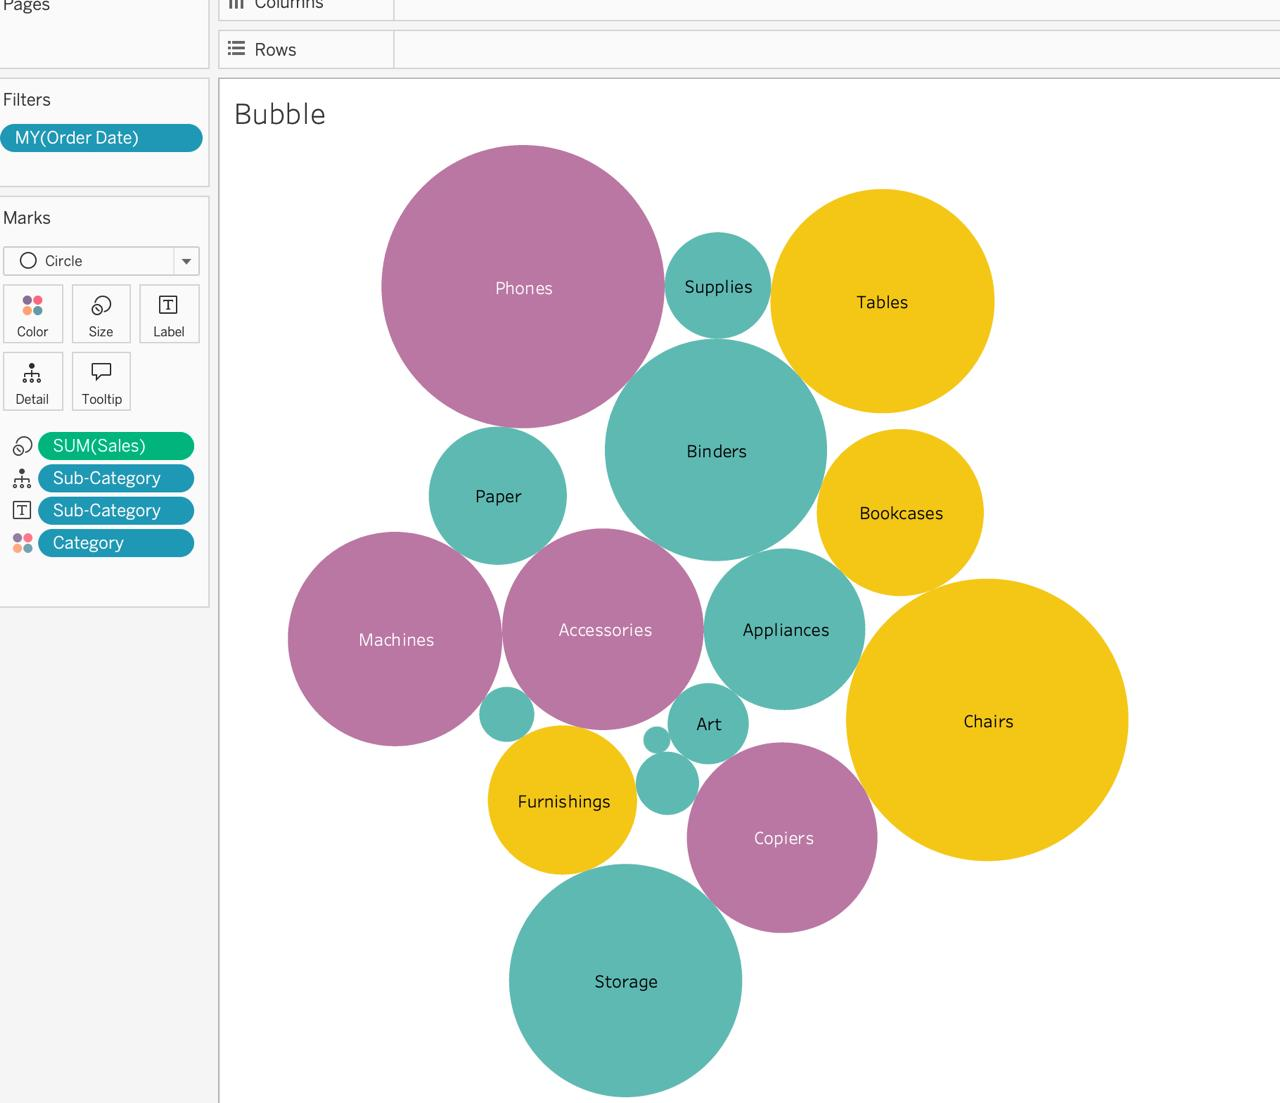 Pages
Columns
Rows
Filters
MY(Order Date)
Marks
Circle
Color
Size
Label
Detail
Tooltip
SUM(Sales)
Sub-Category
Sub-Category
Category
Bubble
Phones
Supplies
Tables
Binders
Paper
Bookcases
Machines
Accessories
Appliances
Art
Chairs
Furnishings
Copiers
Storage